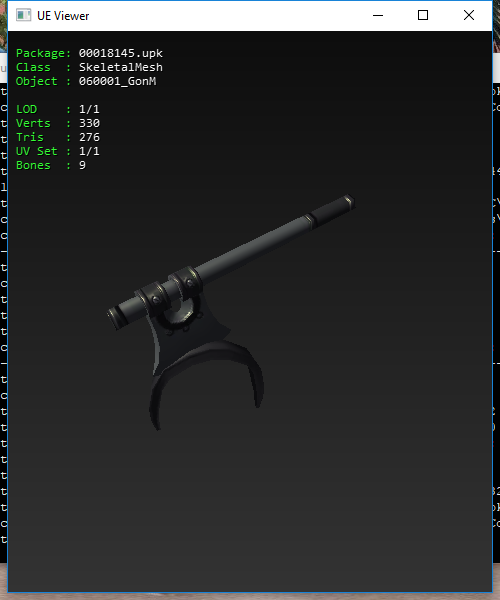 UE Viewer
Package: 00018145.upk
Class  : SkeletalMesh
Object : 060001_GonM
LOD    : 1/1
Verts  : 330
Tris   : 276
UV Set : 1/1
Bones  : 9